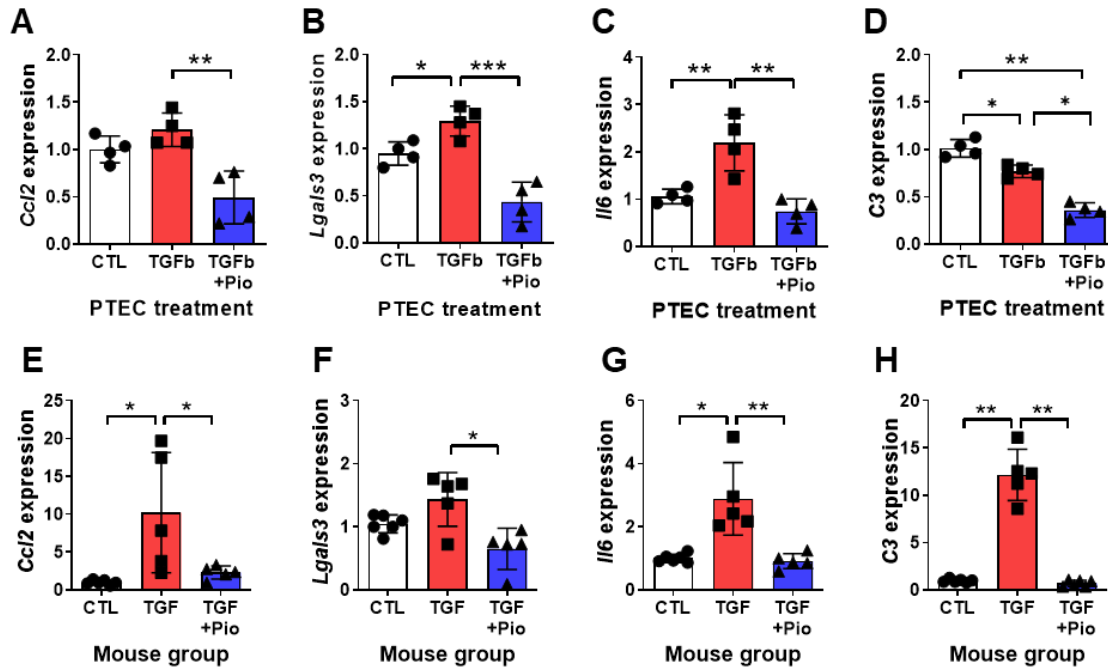 A
Ccl2 expression
2.0
1.5
1.0
0.5
0.0
**
CTL TGFb TGFb
+Pio
PTEC treatment
B
Lgals3 expression
2.0
1.5
1.0
0.5
0.0
* ***
CTL TGFb TGFb
+Pio
PTEC treatment
C
Il6 expression
6
4
2
0
** **
CTL TGFb TGFb
+Pio
PTEC treatment
D
C3 expression
2.0
1.5
1.0
0.5
0.0
**
* *
CTL TGFb TGFb
+Pio
PTEC treatment
E
Ccl2 expression
25
20
15
10
5
0
* *
CTL TGF TGF
+Pio
Mouse group
F
Lgals3 expression
3
2
1
0
*
CTL TGF TGF
+Pio
Mouse group
G
Il6 expression
6
4
2
0
* **
CTL TGF TGF
+Pio
Mouse group
H
C3 expression
20
15
10
5
0
** **
CTL TGF TGF
+Pio
Mouse group